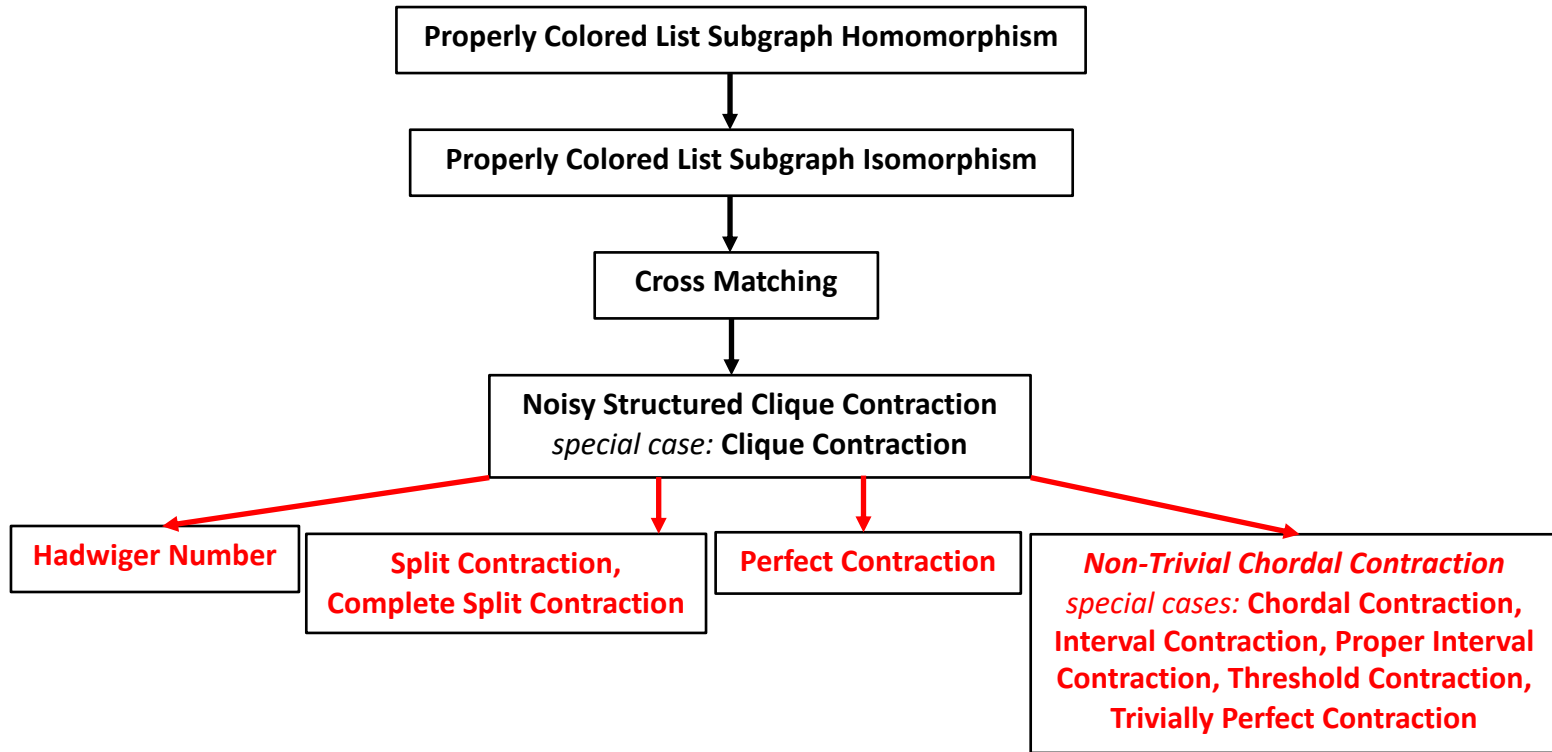 Properly Colored List Subgraph Homomorphism
Properly Colored List Subgraph Isomorphism
Cross Matching
Noisy Structured Clique Contraction
special case: Clique Contraction
Hadwiger Number
Split Contraction,
Complete Split Contraction
Perfect Contraction
Non-Trivial Chordal Contraction
special cases: Chordal Contraction,
Interval Contraction, Proper Interval
Contraction, Threshold Contraction,
Trivially Perfect Contraction